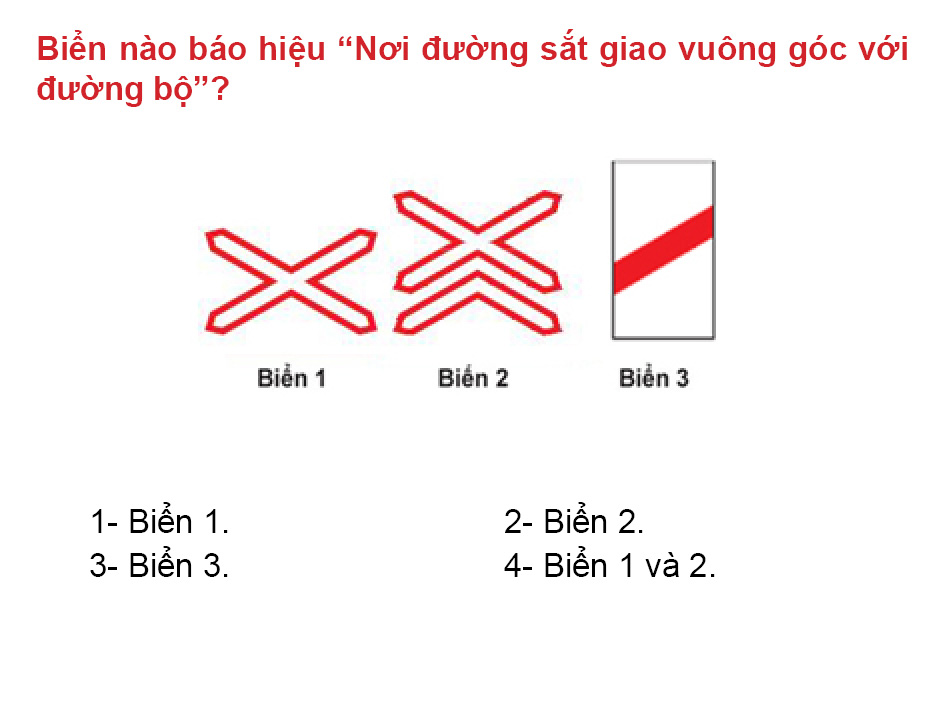 Biển nào báo hiệu “Nơi đường sắt giao vuông góc với
đường bộ”?
Biển 1 Biển 2 Biển 3
1- Biển 1. 2- Biển 2.
3- Biển 3. 4- Biển 1 và 2.